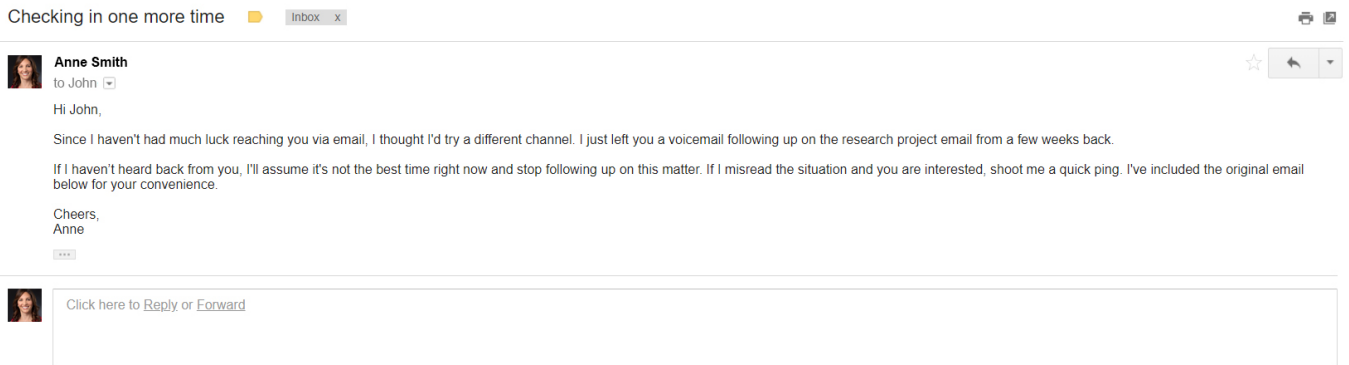 Checking in one more time
Inbox x
Anne Smith
to John
Hi John,
Since I haven't had much luck reaching you via email, I thought I'd try a different channel. I just left you a voicemail following up on the research project email from a few weeks back.
If I haven’t heard back from you, I'll assume it's not the best time right now and stop following up on this matter. If I misread the situation and you are interested, shoot me a quick ping. I've included the original email
below for your convenience.
Cheers,
Anne
Click here to Reply or Forward